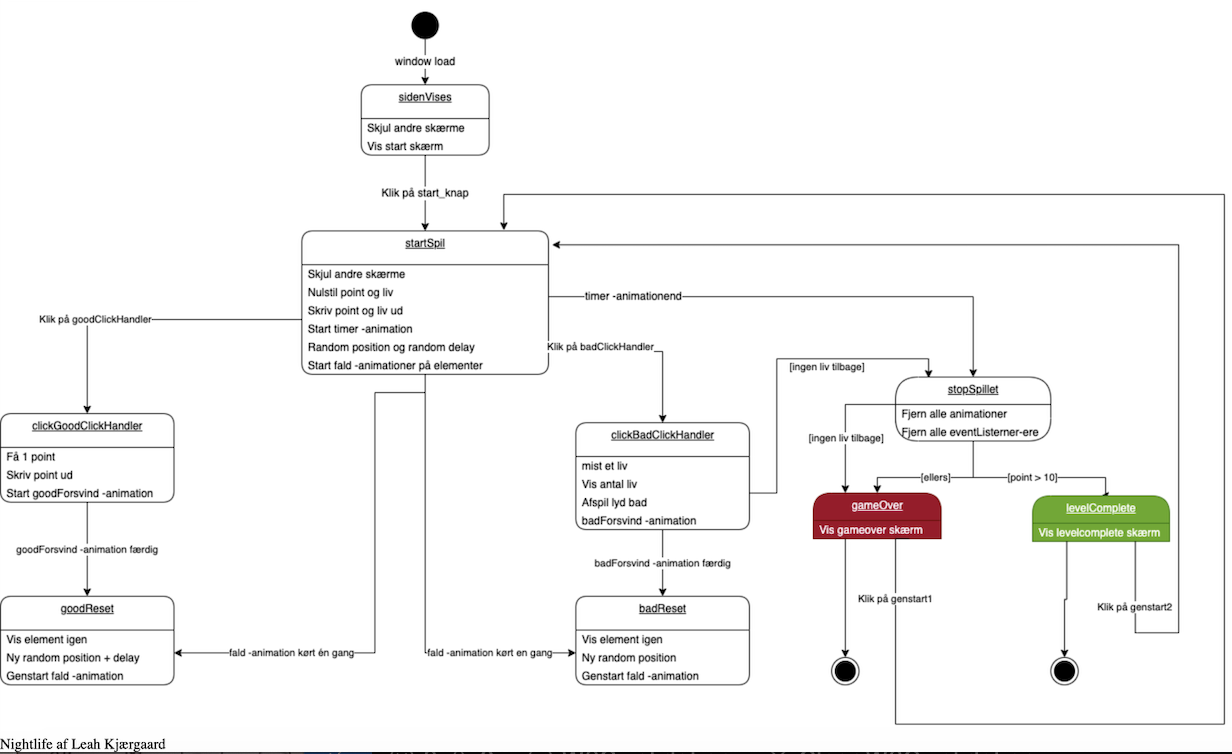 window load
sidenVises
Skjul andre skærme
Vis start skærm
Klik på start_knap
startSpil
Skjul andre skærme
Nulstil point og liv
Skriv point og liv ud
Start timer -animation
Random position og random delay
Start fald -animationer på elementer
timer -animationend
Klik på goodClickHandler
Klik på badClickHandler
[ingen liv tilbage]
stopSpillet
Fjern alle animationer
Fjern alle eventListerner-ere
clickGoodClickHandler
Få 1 point
Skriv point ud
Start goodForsvind -animation
clickBadClickHandler
mist et liv
Vis antal liv
Afspil lyd bad
badForsvind -animation
[ingen liv tilbage]
[ellers]
[point > 10]
gameOver
Vis gameover skærm
levelComplete
Vis levelcomplete skærm
goodForsvind -animation færdig
badForsvind -animation færdig
Klik på genstart1
Klik på genstart2
goodReset
Vis element igen
Ny random position + delay
Genstart fald -animation
fald -animation kørt én gang
fald -animation kørt en gang
badReset
Vis element igen
Ny random position
Genstart fald -animation
Nightlife af Leah Kjærgaard